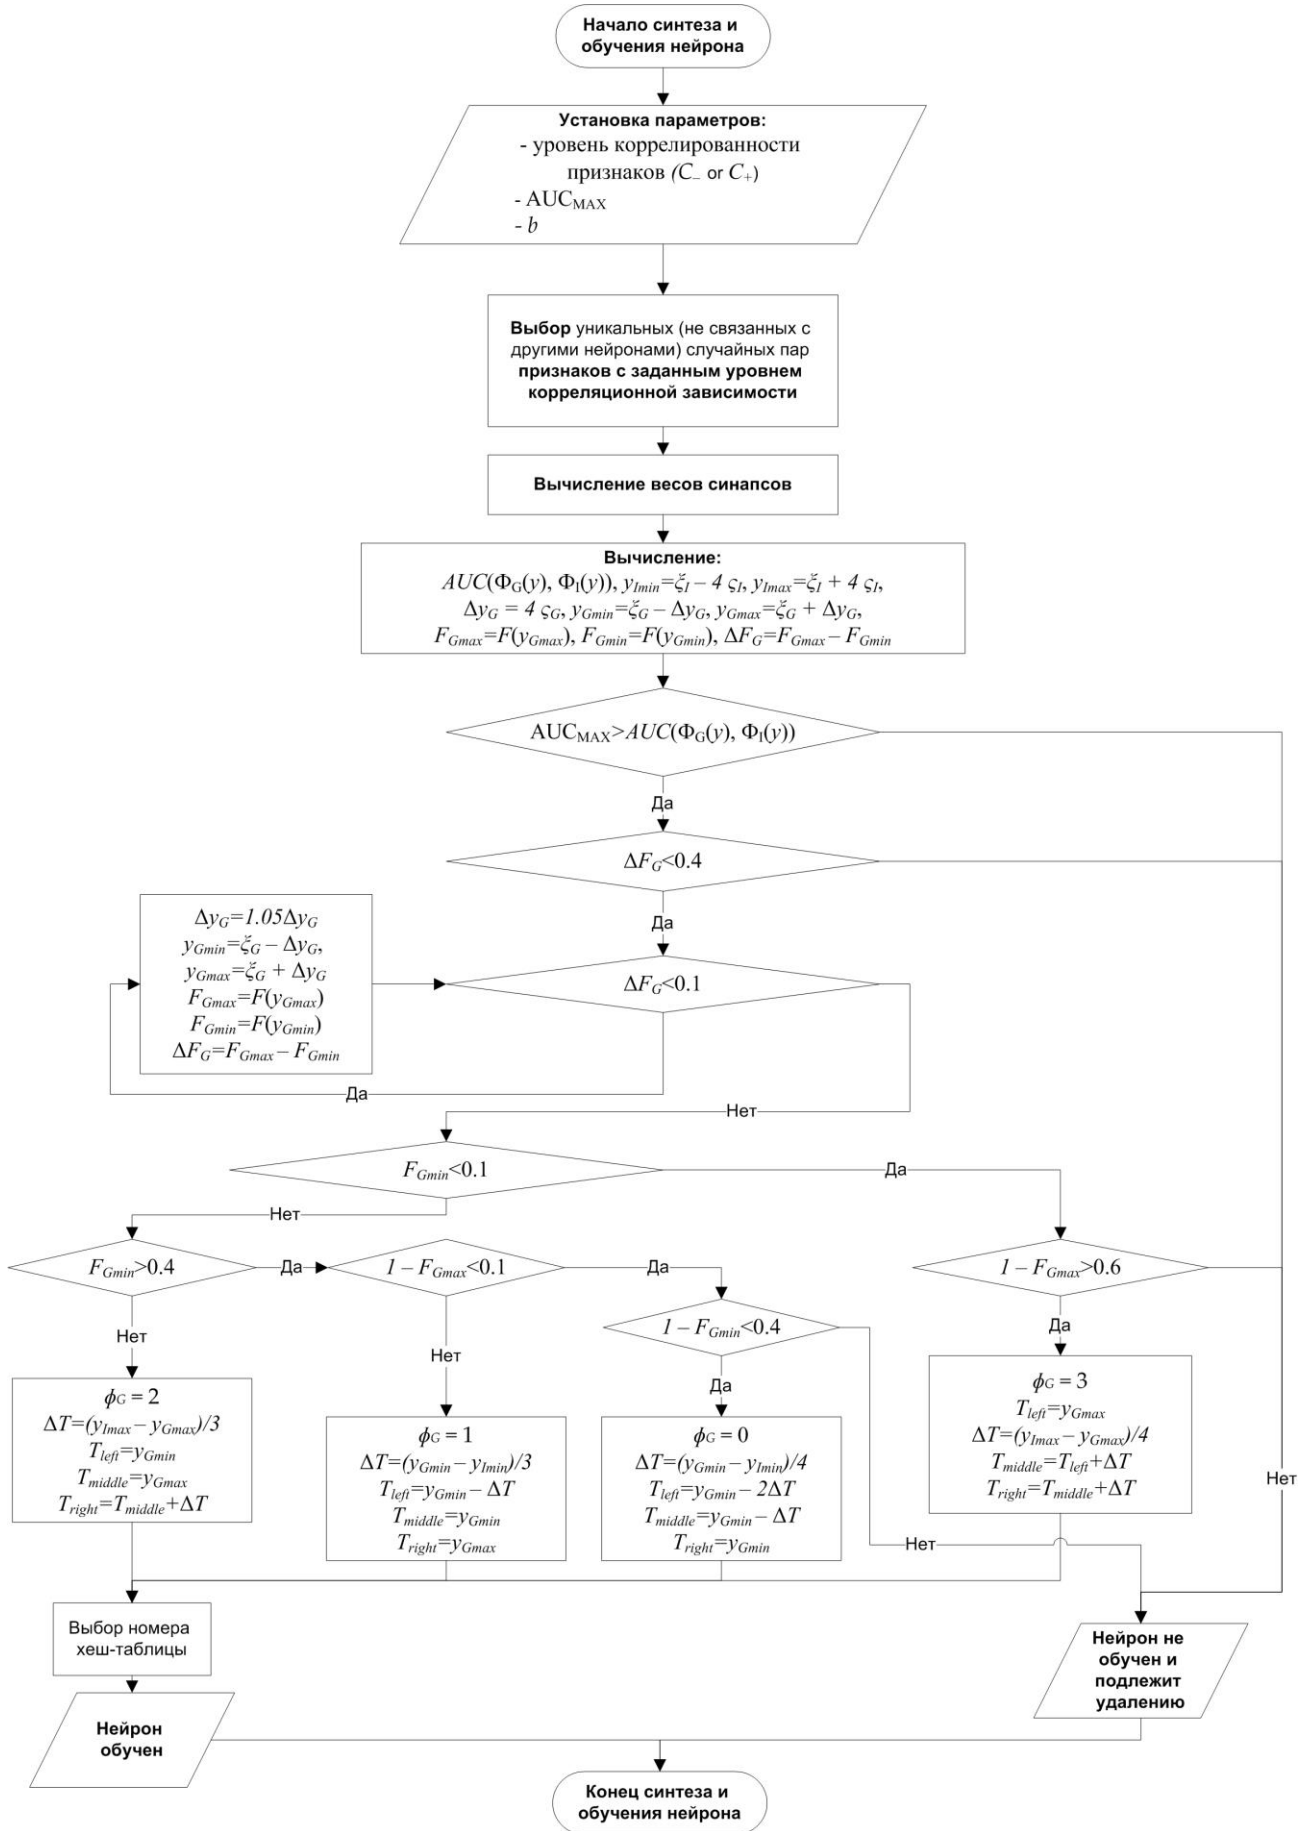 Начало синтеза и
обучения нейрона
Установка параметров:
- уровень коррелированности
признаков (C₋ or C₊)
- AUC_MAX
- b
Выбор уникальных (не связанных с
другими нейронами) случайных пар
признаков с заданным уровнем
корреляционной зависимости
Вычисление весов синапсов
Вычисление:
AUC(Φ_G(y), Φ_I(y)), y_Imin=ξ_I – 4 ς_I, y_Imax=ξ_I + 4 ς_I,
Δy_G = 4 ς_G, y_Gmin=ξ_G – Δy_G, y_Gmax=ξ_G + Δy_G,
F_Gmax=F(y_Gmax), F_Gmin=F(y_Gmin), ΔF_G=F_Gmax – F_Gmin
AUC_MAX>AUC(Φ_G(y), Φ_I(y))
Да
ΔF_G<0.4
Да
Δy_G=1.05Δy_G
y_Gmin=ξ_G – Δy_G,
y_Gmax=ξ_G + Δy_G
F_Gmax=F(y_Gmax)
F_Gmin=F(y_Gmin)
ΔF_G=F_Gmax – F_Gmin
ΔF_G<0.1
Да
Нет
F_Gmin<0.1
Да
Нет
F_Gmin>0.4
Да
1 – F_Gmax<0.1
Да
1 – F_Gmax>0.6
Нет
Нет
1 – F_Gmin<0.4
Да
Да
ϕ_G = 2
ΔT=(y_Imax – y_Gmax)/3
T_left=y_Gmin
T_middle=y_Gmax
T_right=T_middle+ΔT
ϕ_G = 1
ΔT=(y_Gmin – y_Imin)/3
T_left=y_Gmin – ΔT
T_middle=y_Gmin
T_right=y_Gmax
ϕ_G = 0
ΔT=(y_Gmin – y_Imin)/4
T_left=y_Gmin – 2ΔT
T_middle=y_Gmin – ΔT
T_right=y_Gmin
ϕ_G = 3
T_left=y_Gmax
ΔT=(y_Imax – y_Gmax)/4
T_middle=T_left+ΔT
T_right=T_middle+ΔT
Нет
Нет
Выбор номера
хеш-таблицы
Нейрон
обучен
Нейрон не
обучен и
подлежит
удалению
Конец синтеза и
обучения нейрона